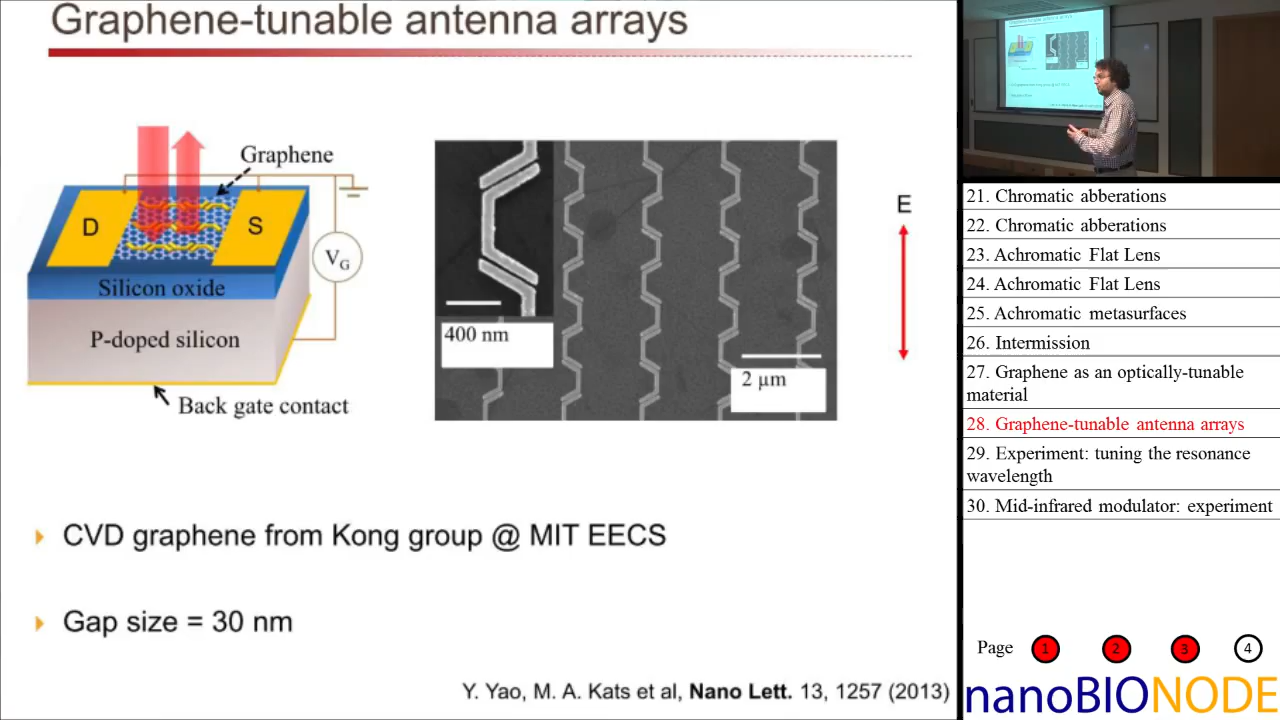 Graphene-tunable antenna arrays
Graphene
D
S
VG
Silicon oxide
P-doped silicon
Back gate contact
400 nm
2 µm
E
CVD graphene from Kong group @ MIT EECS
Gap size = 30 nm
Y. Yao, M. A. Kats et al, Nano Lett. 13, 1257 (2013)
21. Chromatic abberations
22. Chromatic abberations
23. Achromatic Flat Lens
24. Achromatic Flat Lens
25. Achromatic metasurfaces
26. Intermission
27. Graphene as an optically-tunable
material
28. Graphene-tunable antenna arrays
29. Experiment: tuning the resonance
wavelength
30. Mid-infrared modulator: experiment
Page 1 2 3 4
nanoBIONODE